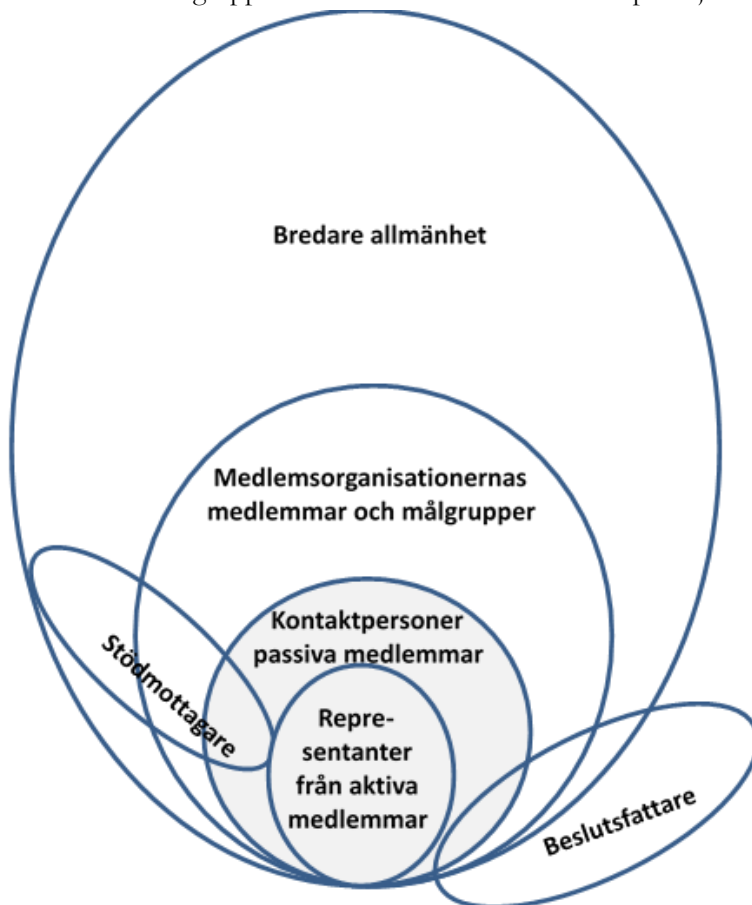 Bredare allmänhet
Medlemsorganisationernas
medlemmar och målgrupper
Kontaktpersoner
passiva medlemmar
Stödmottagare
Repre-
sentanter
från aktiva
medlemmar
Beslutsfattare